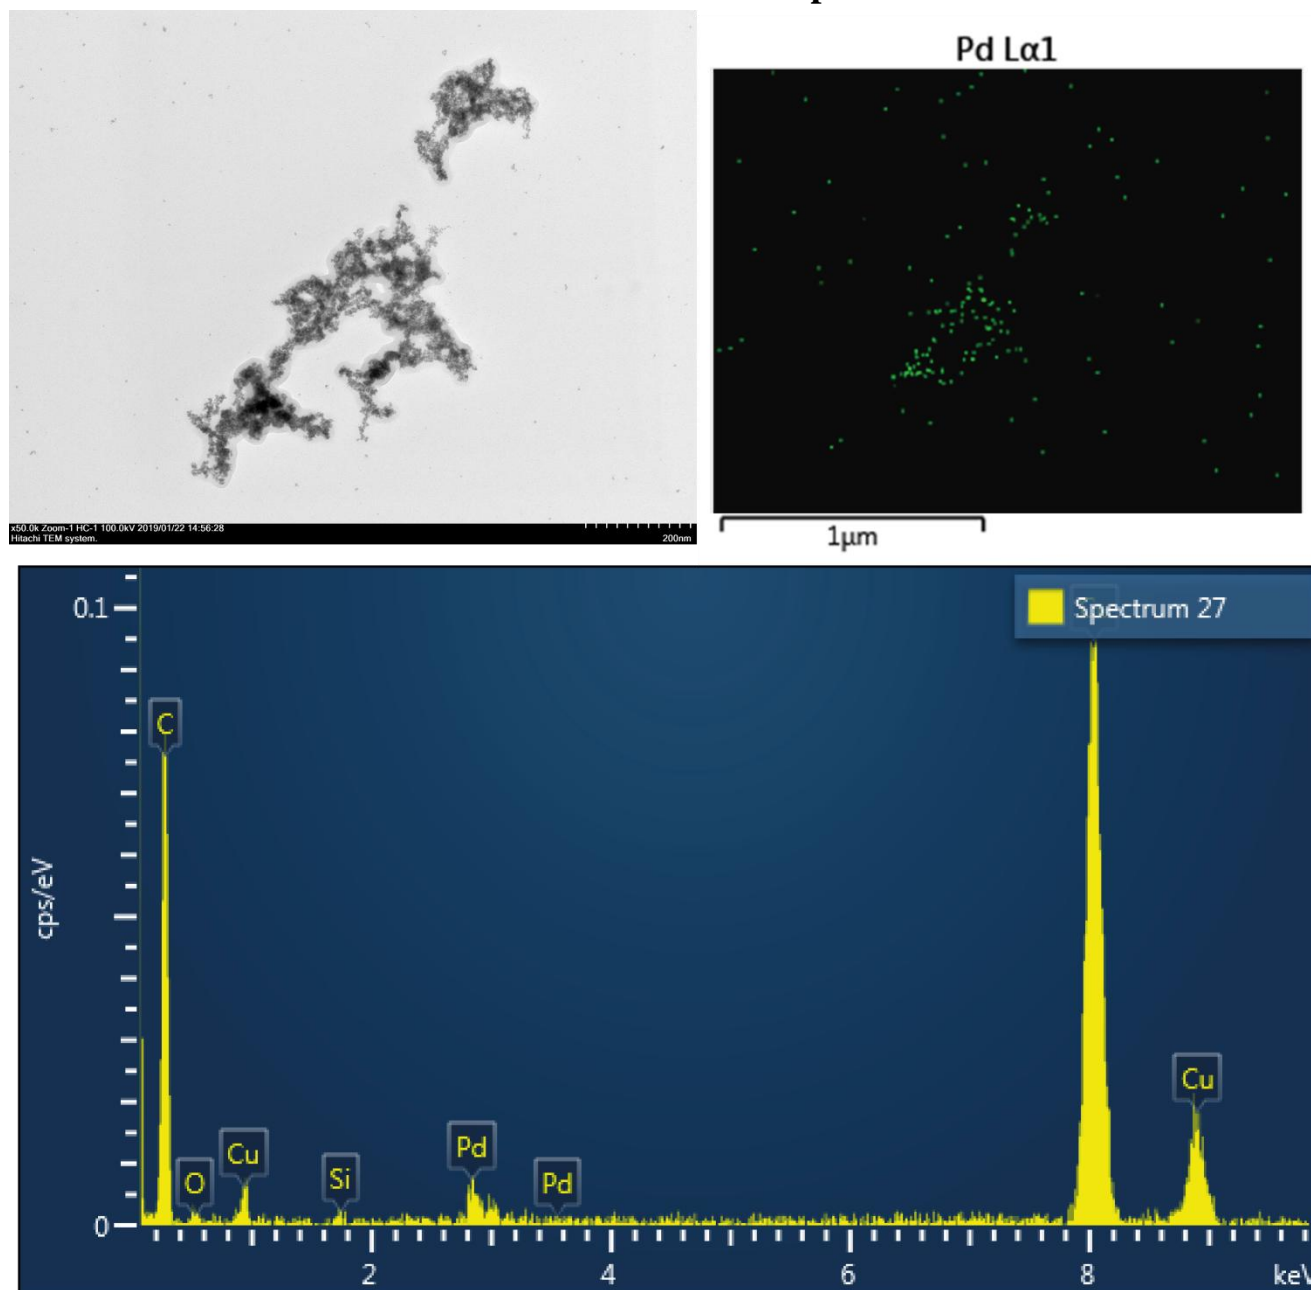 Pd Lα1
x50.0k Zoom-1 HC-1 100.0kV 2019/01/22 14:56:28
Hitachi TEM system.
200nm
1µm
Spectrum 27
0.1
C
Cu
O
Cu
Si
Pd
Pd
cps/eV
0
2
4
6
8